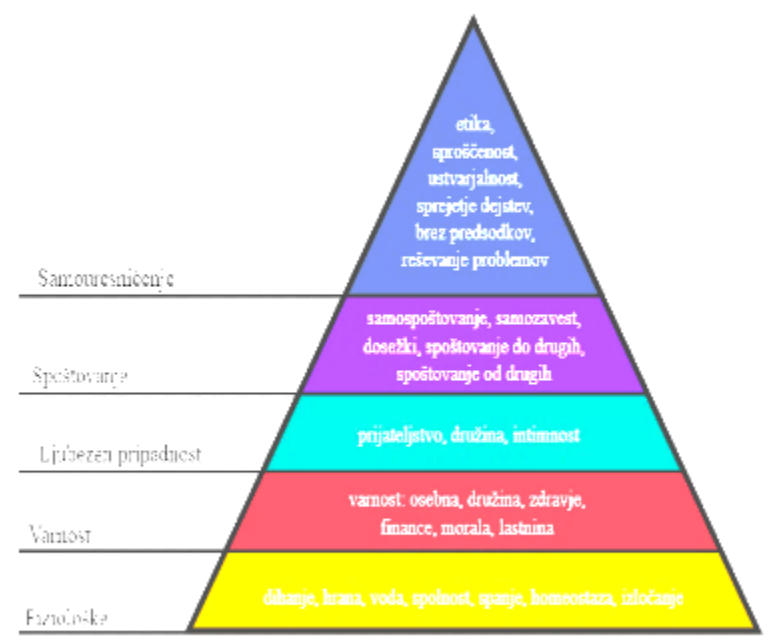 etika,
sproščenost,
ustvarjalnost,
sprejetje dejstev,
brez predsodkov,
reševanje problemov
Samouresničenje
samospoštovanje, samozavest,
dosežki, spoštovanje do drugih,
spoštovanje od drugih
Spoštovanje
prijateljstvo, družina, intimnost
Ljubezen pripadnost
varnost: osebna, družina, zdravje,
finance, morala, lastnina
Varnost
dihanje, hrana, voda, spolnost, spanje, homeostaza, izločanje
Fiziološke